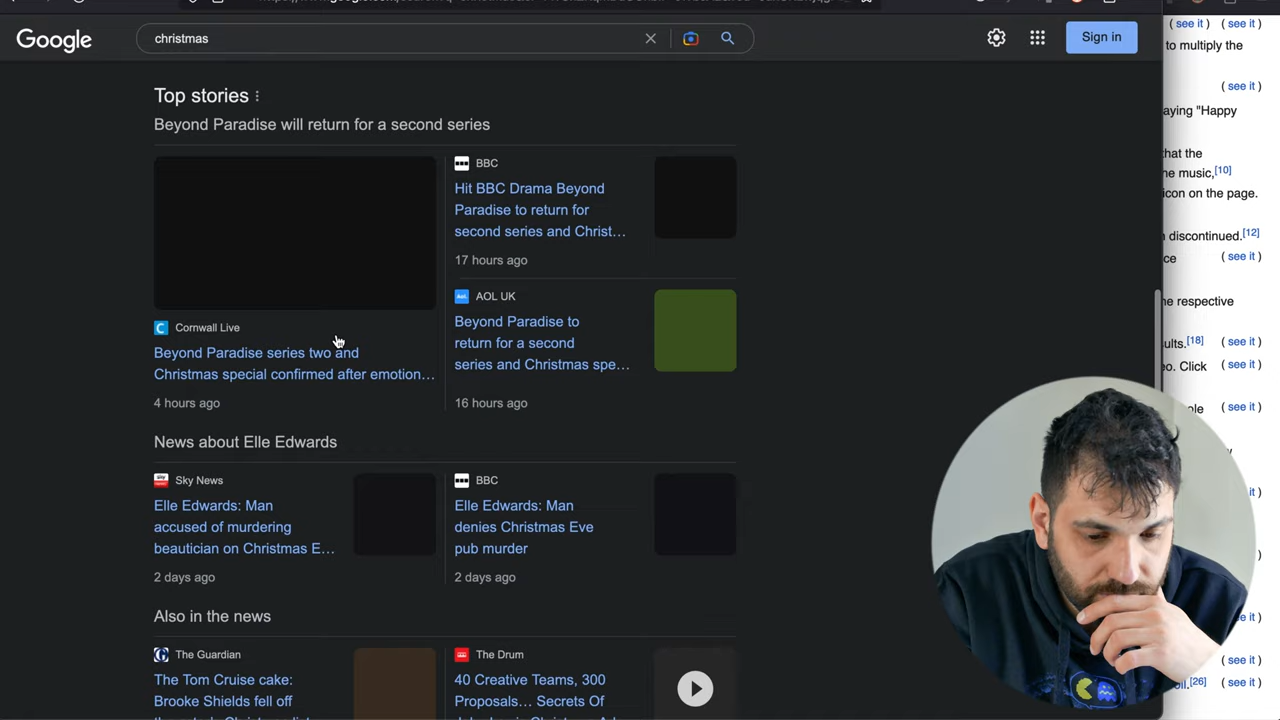 Google
christmas
Sign in
Top stories
Beyond Paradise will return for a second series
Cornwall Live
Beyond Paradise series two and
Christmas special confirmed after emotion…
4 hours ago
BBC
Hit BBC Drama Beyond
Paradise to return for
second series and Christ…
17 hours ago
AOL UK
Beyond Paradise to
return for a second
series and Christmas spe…
16 hours ago
News about Elle Edwards
Sky News
Elle Edwards: Man
accused of murdering
beautician on Christmas E…
2 days ago
BBC
Elle Edwards: Man
denies Christmas Eve
pub murder
2 days ago
Also in the news
The Guardian
The Tom Cruise cake:
Brooke Shields fell off
The Drum
40 Creative Teams, 300
Proposals… Secrets Of
( see it ) ( see it )
to multiply the
( see it )
aying "Happy
that the
he music,[10]
icon on the page.
discontinued.[12]
ce ( see it )
he respective
ults.[18] ( see it )
eo. Click ( see it )
ole ( see it )
it )
)
e it )
( see it )
[26] ( see it )